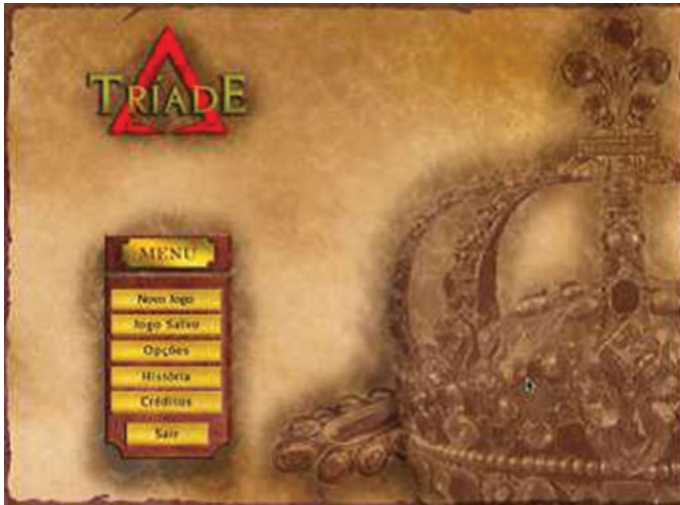 TRÍADE
MENU
Novo Jogo
Jogo Salvo
Opções
História
Créditos
Sair